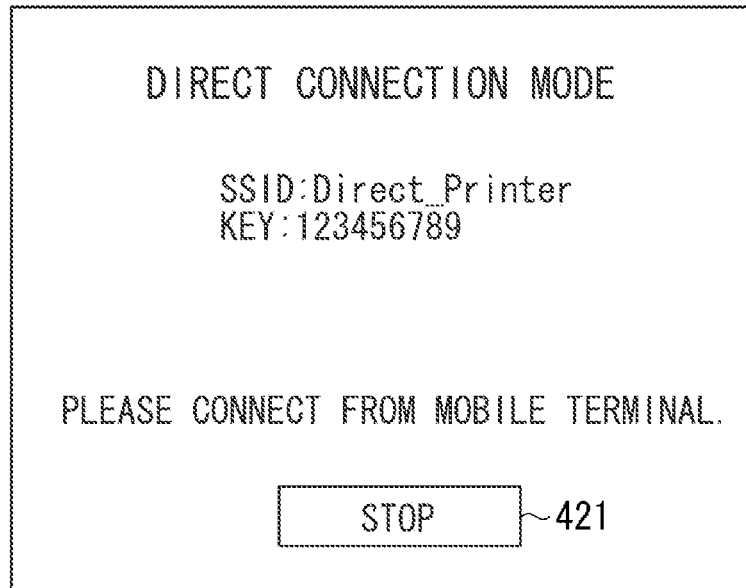 DIRECT CONNECTION MODE
SSID:Direct_Printer
KEY:123456789
PLEASE CONNECT FROM MOBILE TERMINAL.
STOP 421